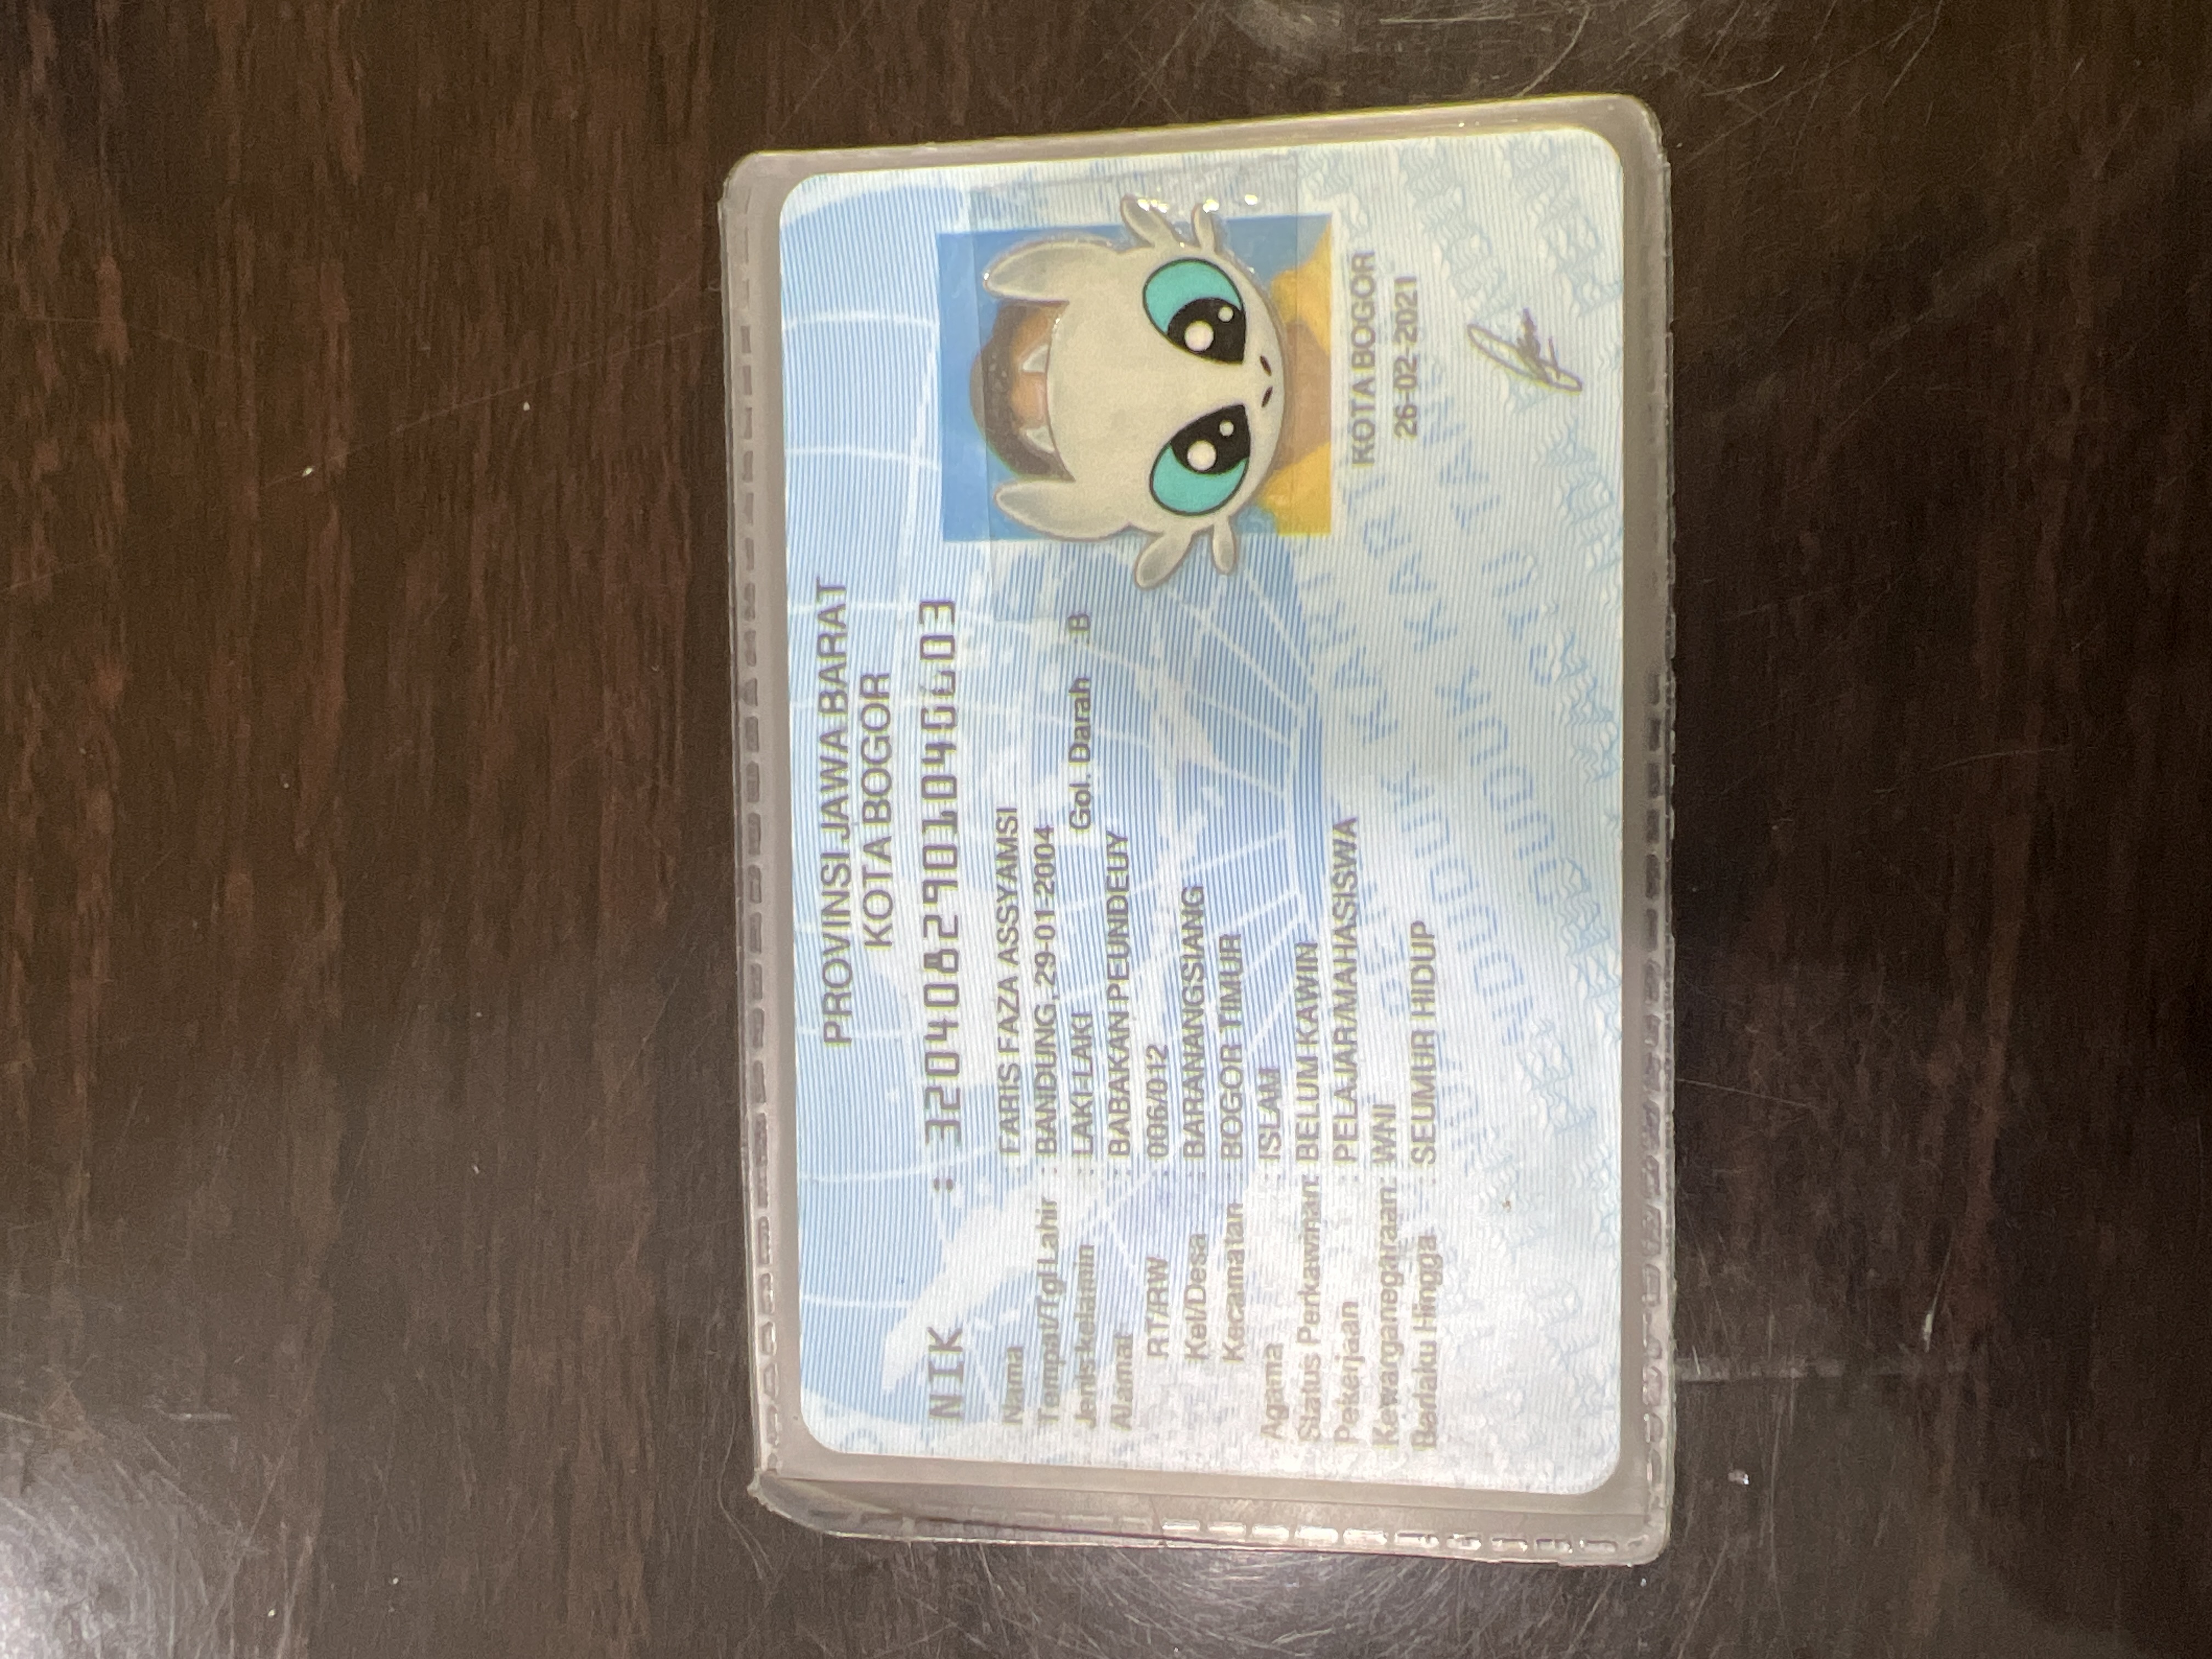 PROVINSI JAWA BARAT
KOTA BOGOR
NIK :
Nama : FARIS FAZA ASSYAMSI
Tempat/Tgl Lahir : BANDUNG, 29-01-2004
Jenis kelamin : LAKI-LAKI Gol. Darah : B
Alamat : BABAKAN PEUNDEUY
RT/RW : 006/012
Kel/Desa : BARANANGSIANG
Kecamatan : BOGOR TIMUR
Agama : ISLAM
Status Perkawinan: BELUM KAWIN
Pekerjaan : PELAJAR/MAHASISWA
Kewarganegaraan: WNI
Berlaku Hingga : SEUMUR HIDUP
KOTA BOGOR
26-02-2021